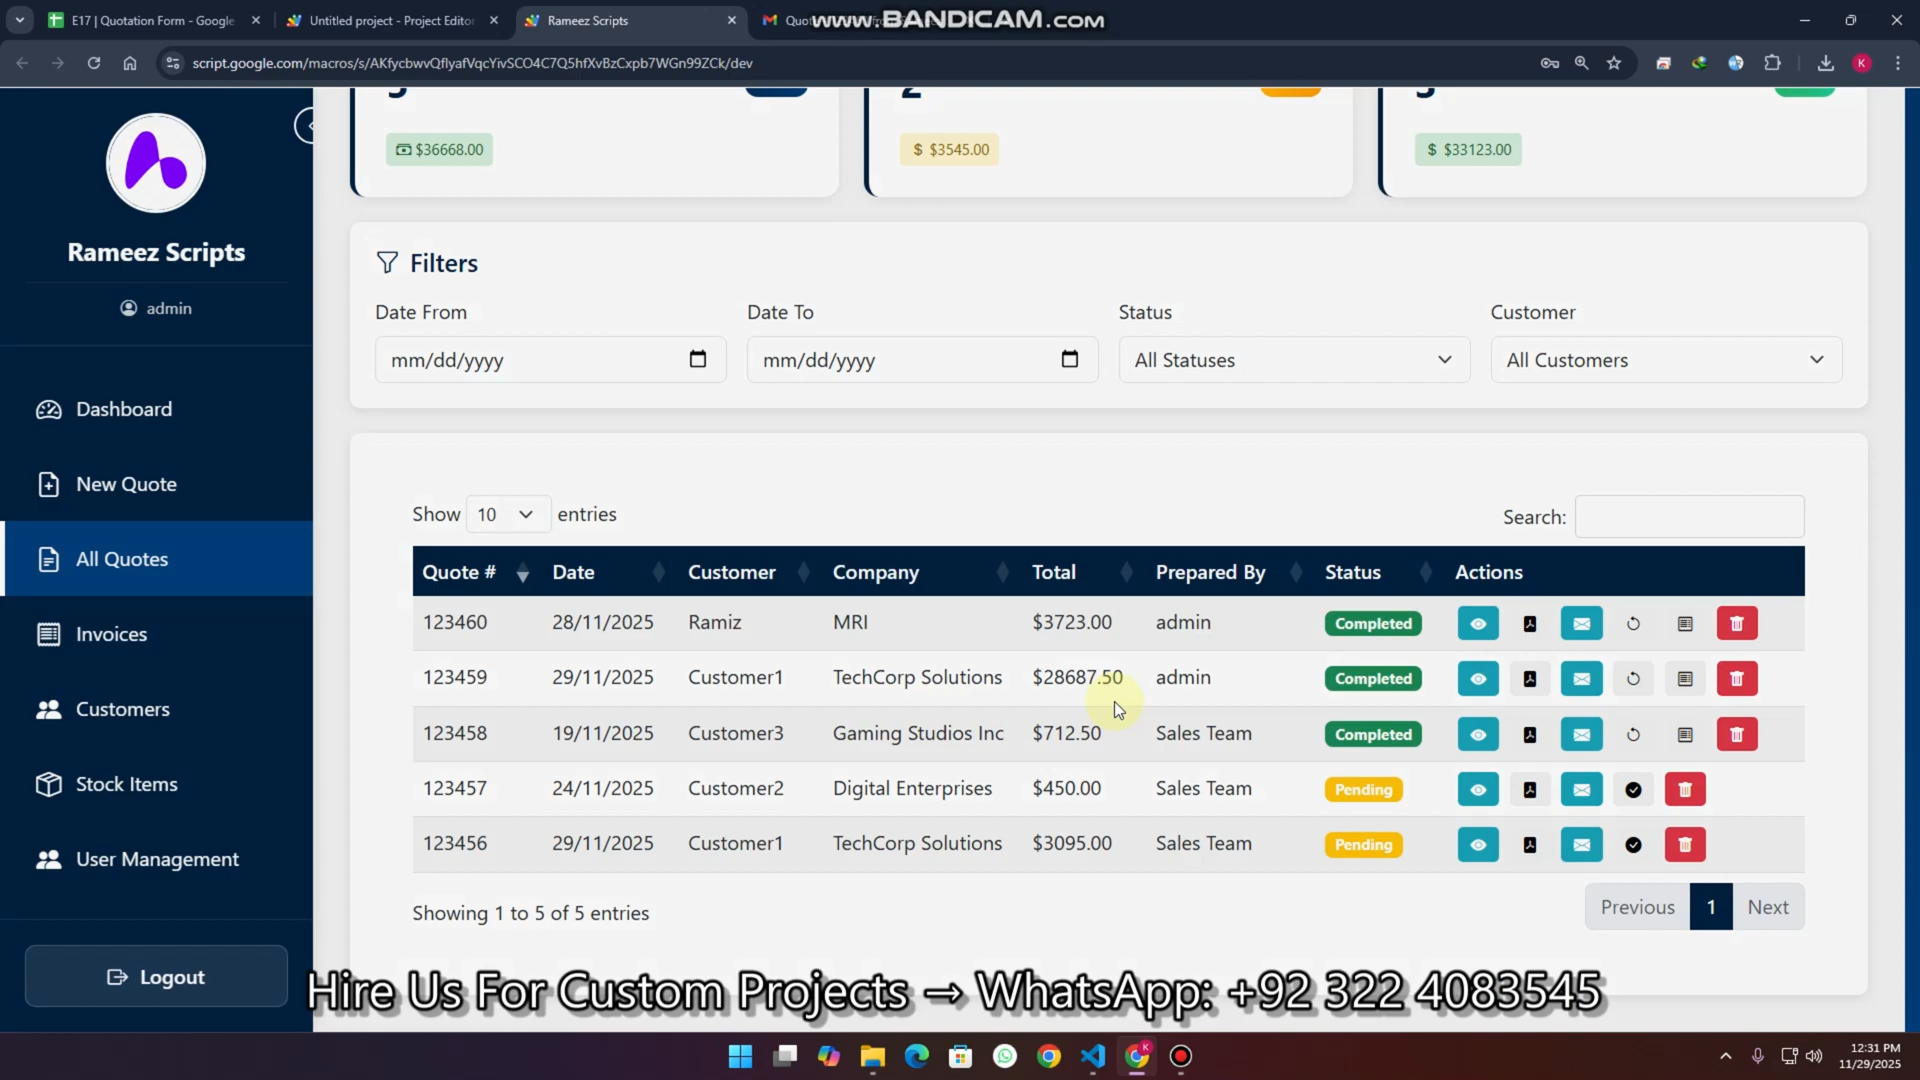 E17 | Quotation Form - Google
Untitled project - Project Editor
Rameez Scripts
www.BANDICAM.com
script.google.com/macros/s/AKfycbwvQflyafVqcYivSCO4C7Q5hfXvBzCxpb7WGn99ZCk/dev
K
Rameez Scripts
admin
Dashboard
New Quote
All Quotes
Invoices
Customers
Stock Items
User Management
Logout
$36668.00
$ $3545.00
$ $33123.00
Filters
Date From Date To Status Customer
mm/dd/yyyy mm/dd/yyyy All Statuses All Customers
Show 10 entries Search:
Quote # Date Customer Company Total Prepared By Status Actions
123460 28/11/2025 Ramiz MRI $3723.00 admin Completed
123459 29/11/2025 Customer1 TechCorp Solutions $28687.50 admin Completed
123458 19/11/2025 Customer3 Gaming Studios Inc $712.50 Sales Team Completed
123457 24/11/2025 Customer2 Digital Enterprises $450.00 Sales Team Pending
123456 29/11/2025 Customer1 TechCorp Solutions $3095.00 Sales Team Pending
Showing 1 to 5 of 5 entries Previous 1 Next
Hire Us For Custom Projects → WhatsApp: +92 322 4083545
12:31 PM
11/29/2025